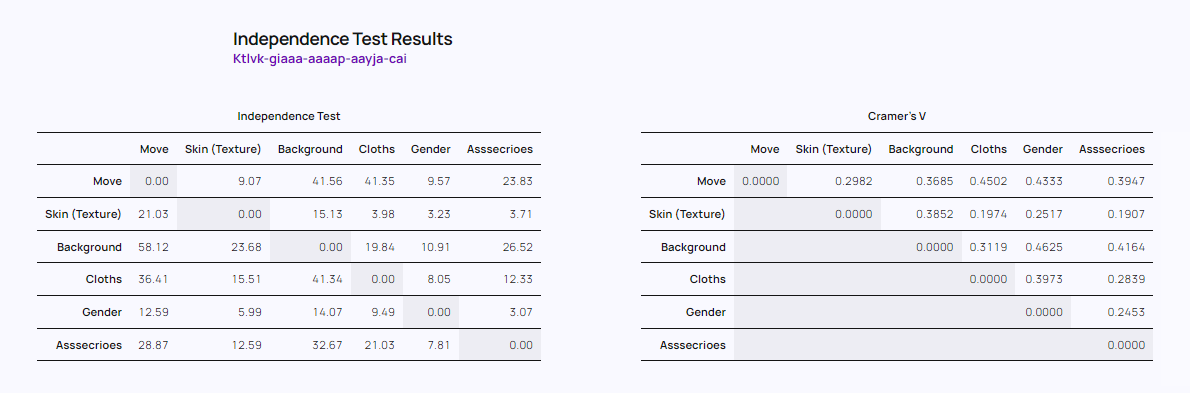 Independence Test Results
Ktlvk-giaaa-aaaap-aayja-cai
Independence Test
Move Skin (Texture) Background Cloths Gender Asssecrioes
Move 0.00 9.07 41.56 41.35 9.57 23.83
Skin (Texture) 21.03 0.00 15.13 3.98 3.23 3.71
Background 58.12 23.68 0.00 19.84 10.91 26.52
Cloths 36.41 15.51 41.34 0.00 8.05 12.33
Gender 12.59 5.99 14.07 9.49 0.00 3.07
Asssecrioes 28.87 12.59 32.67 21.03 7.81 0.00
Cramer's V
Move Skin (Texture) Background Cloths Gender Asssecrioes
Move 0.0000 0.2982 0.3685 0.4502 0.4333 0.3947
Skin (Texture) 0.0000 0.3852 0.1974 0.2517 0.1907
Background 0.0000 0.3119 0.4625 0.4164
Cloths 0.0000 0.3973 0.2839
Gender 0.0000 0.2453
Asssecrioes 0.0000